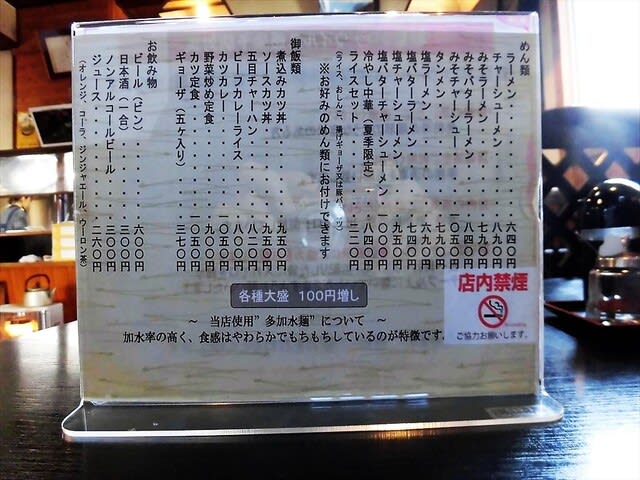 めん類
ラーメン・・・・・・・・六四〇円
チャーシューメン・・・・・九〇〇円
みそラーメン・・・・・・・七九〇円
みそバターラーメン・・・・八四〇円
みそチャーシュー・・・・一〇五〇円
タンメン・・・・・・・・・七九〇円
塩ラーメン・・・・・・・・六九〇円
塩バターラーメン・・・・・七四〇円
塩チャーシューメン・・・・九五〇円
塩バターチャーシューメン・一〇〇〇円
冷やし中華（夏季限定）・・八四〇円
ライスセット・・・・・・・二二〇円
（ライス、おしんこ、揚げギョーザ又は豚バラ串２ツ）
※お好みのめん類にお付けできます
御飯類
煮込みカツ丼・・・・・・・九五〇円
ソースカツ丼・・・・・・・九五〇円
五目チャーハン・・・・・・八二〇円
ビーフカレーライス・・・・八〇〇円
カツカレー・・・・・・・一〇五〇円
野菜炒め定食・・・・・・・九〇〇円
カツ定食・・・・・・・・一〇五〇円
ギョーザ（五ヶ入り）・・・三七〇円
お飲み物
ビール（ビン）・・・・・・六〇〇円
日本酒（一合）・・・・・・三〇〇円
ノンアルコールビール・・・三〇〇円
ジュース・・・・・・・・・二六〇円
（オレンジ、コーラ、ジンジャエール、ウーロン茶）
各種大盛 100円増し
～ 当店使用”多加水麺”について ～
加水率の高く、食感はやわらかでもちもちしているのが特徴です。
店内禁煙
ご協力お願いします。